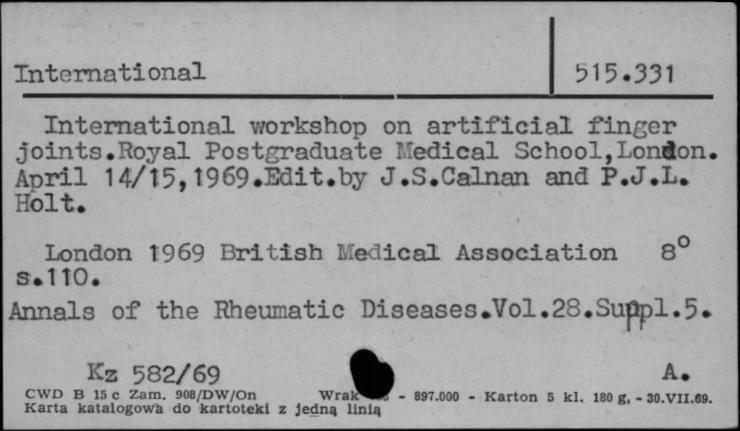 International 515.331
International workshop on artificial finger
joints.Royal Postgraduate Medical School,London.
April 14/15,1969.Edit.by J.S.Calnan and P.J.L.
Holt.
London 1969 British Medical Association 8°
s.110.
Annals of the Rheumatic Diseases.Vol.28.Suppl.5.
Kz 582/69 A.
CWD B 15 c Zam. 908/DW/On Wrak - 897.000 - Karton 5 kl. 180 g, - 30.VII.69.
Karta katalogowa do kartoteki z jedną linią